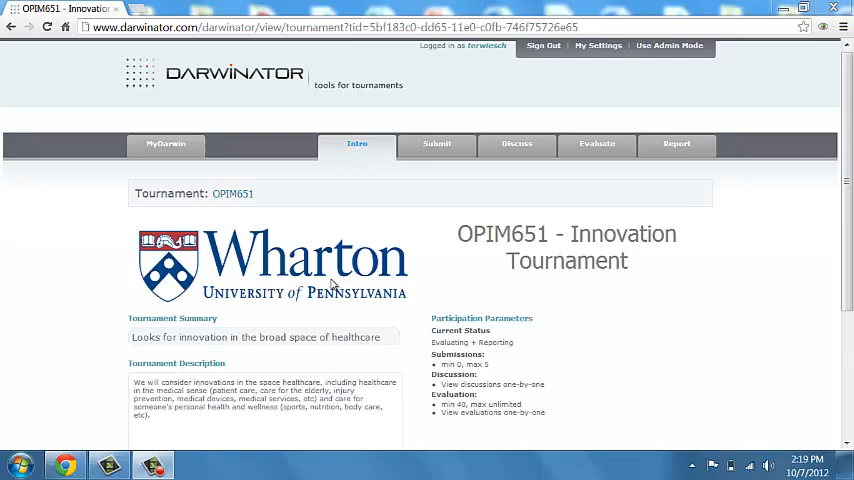 OPIM651 - Innovatio
www.darwinator.com/darwinator/view/tournament?tid=5bf183c0-dd65-11e0-c0fb-746f75726e65
Logged in as terwiesch
Sign Out | My Settings | Use Admin Mode
DARWINATOR
tools for tournaments
MyDarwin
Intro
Submit
Discuss
Evaluate
Report
Tournament: OPIM651
Wharton
UNIVERSITY of PENNSYLVANIA
OPIM651 - Innovation
Tournament
Tournament Summary
Looks for innovation in the broad space of healthcare
Tournament Description
We will consider innovations in the space healthcare, including healthcare
in the medical sense (patient care, care for the elderly, injury
prevention, medical devices, medical services, etc) and care for
someone's personal health and wellness (sports, nutrition, body care,
etc).
Participation Parameters
Current Status
Evaluating + Reporting
Submissions:
• min 0, max 5
Discussion:
• View discussions one-by-one
Evaluation:
• min 40, max unlimited
• View evaluations one-by-one
2:19 PM
10/7/2012